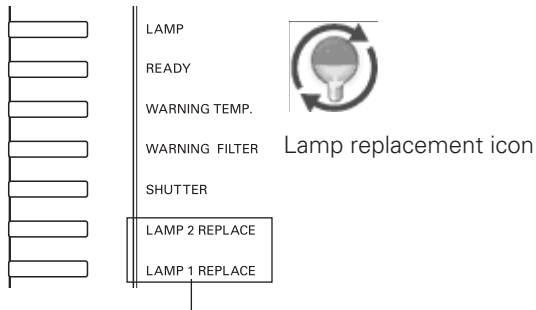 LAMP
READY
WARNING TEMP.
WARNING FILTER
SHUTTER
LAMP 2 REPLACE
LAMP 1 REPLACE
Lamp replacement icon